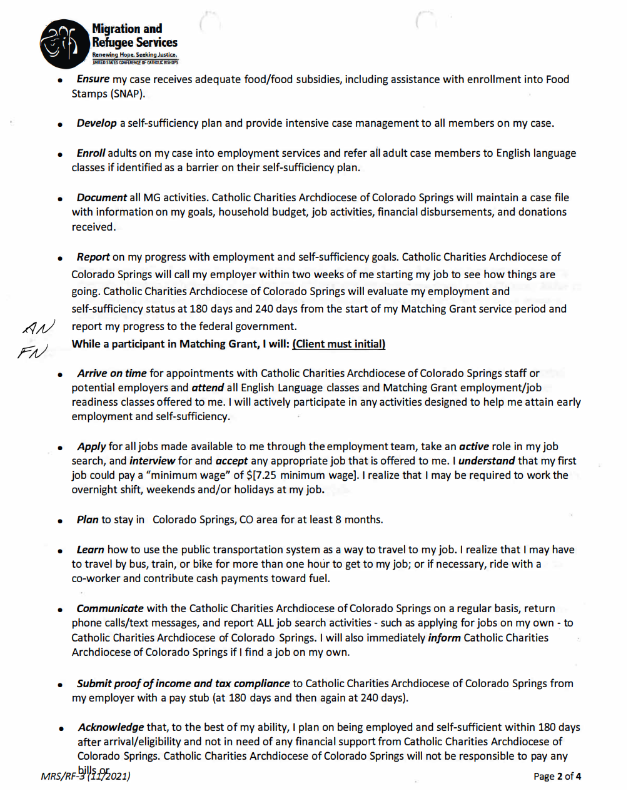 Migration and
Refugee Services
Renewing Hope. Seeking Justice.
UNITED STATES CONFERENCE OF CATHOLIC BISHOPS
• Ensure my case receives adequate food/food subsidies, including assistance with enrollment into Food
Stamps (SNAP).
• Develop a self-sufficiency plan and provide intensive case management to all members on my case.
• Enroll adults on my case into employment services and refer all adult case members to English language
classes if identified as a barrier on their self-sufficiency plan.
• Document all MG activities. Catholic Charities Archdiocese of Colorado Springs will maintain a case file
with information on my goals, household budget, job activities, financial disbursements, and donations
received.
• Report on my progress with employment and self-sufficiency goals. Catholic Charities Archdiocese of
Colorado Springs will call my employer within two weeks of me starting my job to see how things are
going. Catholic Charities Archdiocese of Colorado Springs will evaluate my employment and
self-sufficiency status at 180 days and 240 days from the start of my Matching Grant service period and
AN report my progress to the federal government.
FN While a participant in Matching Grant, I will: (Client must initial)
• Arrive on time for appointments with Catholic Charities Archdiocese of Colorado Springs staff or
potential employers and attend all English Language classes and Matching Grant employment/job
readiness classes offered to me. I will actively participate in any activities designed to help me attain early
employment and self-sufficiency.
• Apply for all jobs made available to me through the employment team, take an active role in my job
search, and interview for and accept any appropriate job that is offered to me. I understand that my first
job could pay a "minimum wage" of $[7.25 minimum wage]. I realize that I may be required to work the
overnight shift, weekends and/or holidays at my job.
• Plan to stay in Colorado Springs, CO area for at least 8 months.
• Learn how to use the public transportation system as a way to travel to my job. I realize that I may have
to travel by bus, train, or bike for more than one hour to get to my job; or if necessary, ride with a
co-worker and contribute cash payments toward fuel.
• Communicate with the Catholic Charities Archdiocese of Colorado Springs on a regular basis, return
phone calls/text messages, and report ALL job search activities - such as applying for jobs on my own - to
Catholic Charities Archdiocese of Colorado Springs. I will also immediately inform Catholic Charities
Archdiocese of Colorado Springs if I find a job on my own.
• Submit proof of income and tax compliance to Catholic Charities Archdiocese of Colorado Springs from
my employer with a pay stub (at 180 days and then again at 240 days).
• Acknowledge that, to the best of my ability, I plan on being employed and self-sufficient within 180 days
after arrival/eligibility and not in need of any financial support from Catholic Charities Archdiocese of
Colorado Springs. Catholic Charities Archdiocese of Colorado Springs will not be responsible to pay any
bills or
MRS/RF-3 (11/2021) Page 2 of 4